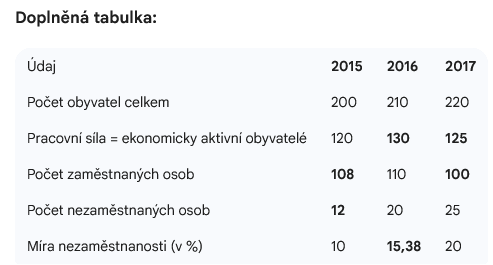 Doplněná tabulka:
Údaj 2015 2016 2017
Počet obyvatel celkem 200 210 220
Pracovní síla = ekonomicky aktivní obyvatelé 120 130 125
Počet zaměstnaných osob 108 110 100
Počet nezaměstnaných osob 12 20 25
Míra nezaměstnanosti (v %) 10 15,38 20